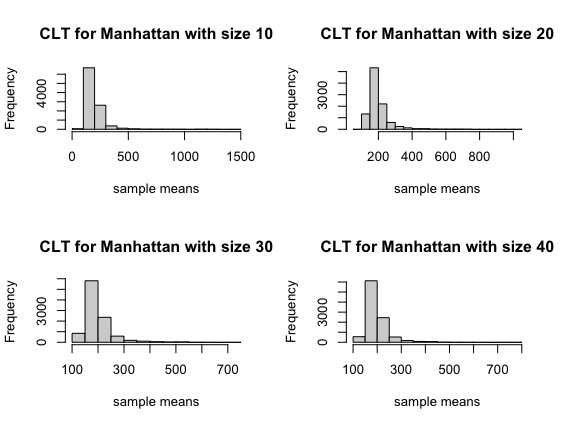 CLT for Manhattan with size 10
Frequency
4000
0
0 500 1000 1500
sample means
CLT for Manhattan with size 20
Frequency
3000
0
200 400 600 800
sample means
CLT for Manhattan with size 30
Frequency
3000
0
100 300 500 700
sample means
CLT for Manhattan with size 40
Frequency
3000
0
100 300 500 700
sample means